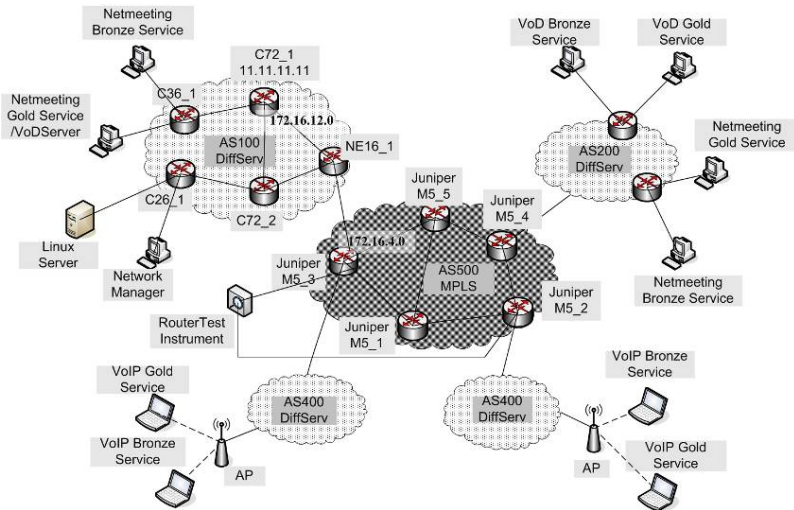 Netmeeting
Bronze Service
C72_1
11.11.11.11
VoD Bronze
Service
VoD Gold
Service
C36_1
Netmeeting
Gold Service
/VoDServer
172.16.12.0
AS100
DiffServ
NE16_1
AS200
DiffServ
Netmeeting
Gold Service
C26_1
C72_2
Juniper
M5_5
Juniper
M5_4
Linux
Server
Network
Manager
172.16.4.0
Juniper
M5_3
AS500
MPLS
Netmeeting
Bronze Service
Juniper
M5_2
RouterTest
Instrument
Juniper
M5_1
VoIP Gold
Service
AS400
DiffServ
AS400
DiffServ
VoIP Bronze
Service
VoIP Bronze
Service
AP
AP
VoIP Gold
Service